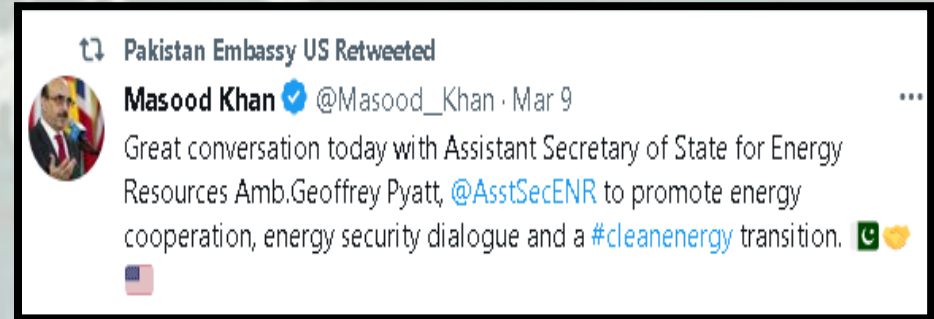 Pakistan Embassy US Retweeted
Masood Khan @Masood__Khan · Mar 9
Great conversation today with Assistant Secretary of State for Energy
Resources Amb.Geoffrey Pyatt, @AsstSecENR to promote energy
cooperation, energy security dialogue and a #cleanenergy transition. 🇵🇰🤝
🇺🇸